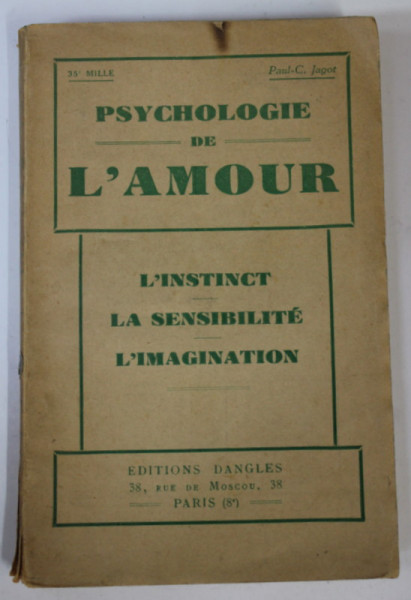 35e MILLE
Paul-C. Jagot
PSYCHOLOGIE
DE
L'AMOUR
L'INSTINCT
LA SENSIBILITÉ
L'IMAGINATION
EDITIONS DANGLES
38, RUE DE MOSCOU, 38
PARIS (8e)